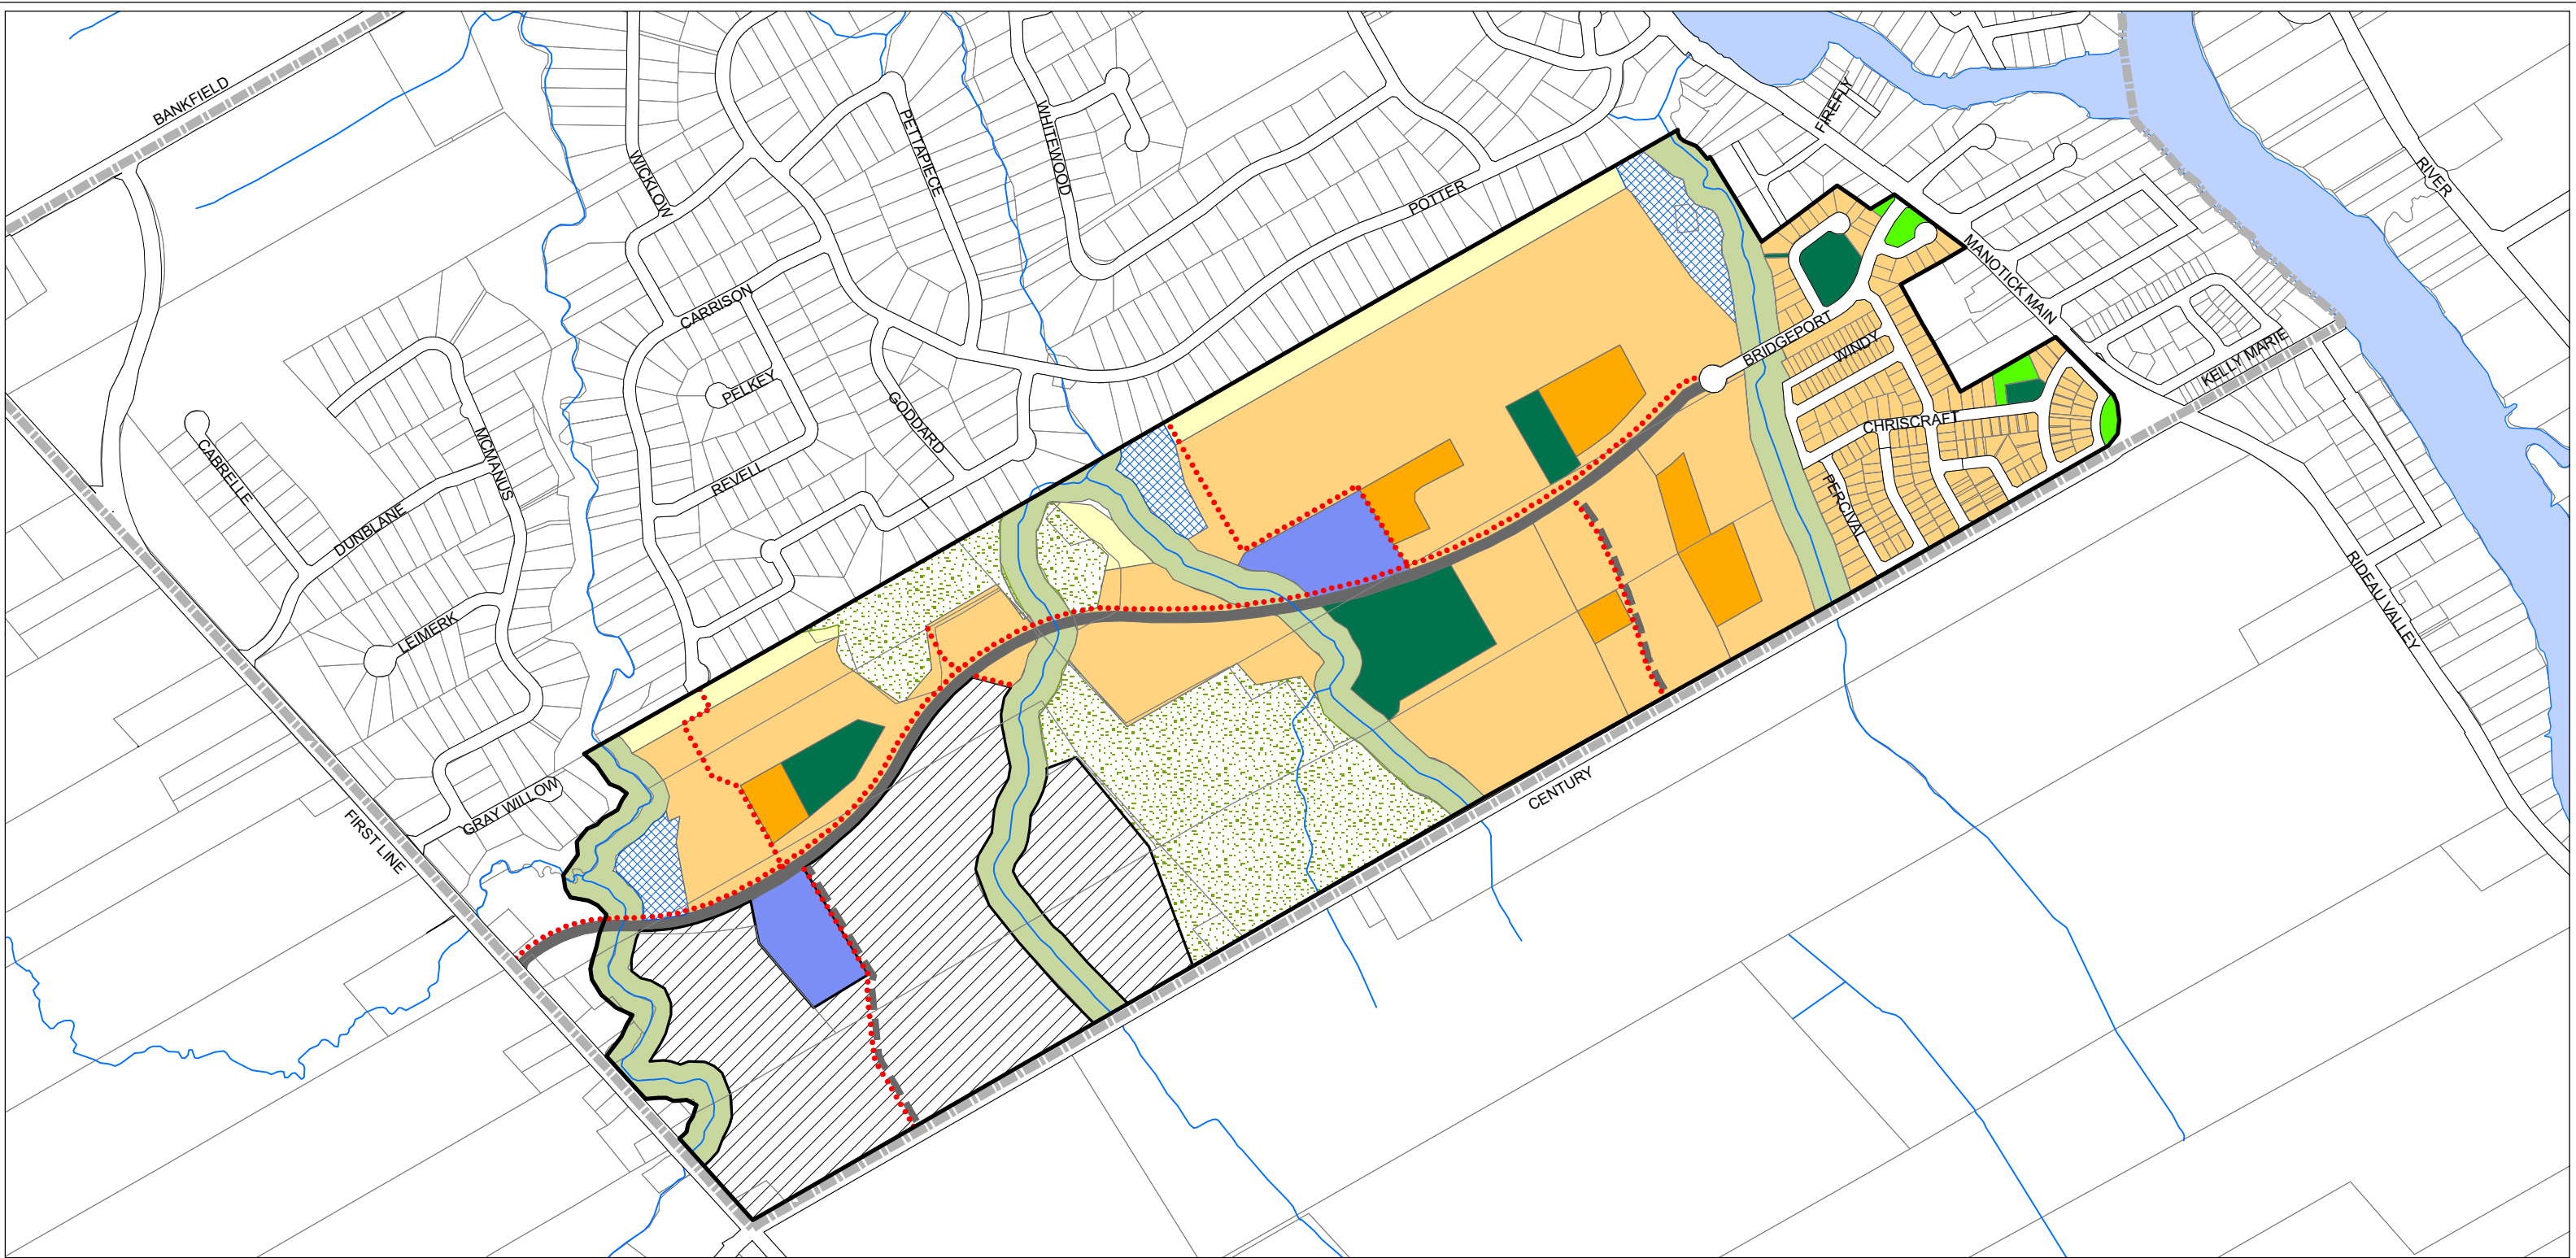 BANKFIELD
FIREFLY
WHITEWOOD
PETTAPIECE
WICKLOW
RIVER
POTTER
MANOTICK MAIN
CARRISON
BRIDGEPORT
WINDY
KELLY MARIE
PELKEY
GODDARD
CHRISCRAFT
MCMANUS
CABRELLE
REVELL
PERCIVAL
DUNBLANE
RIDEAU VALLEY
LEIMERK
CENTURY
GRAY WILLOW
FIRST LINE